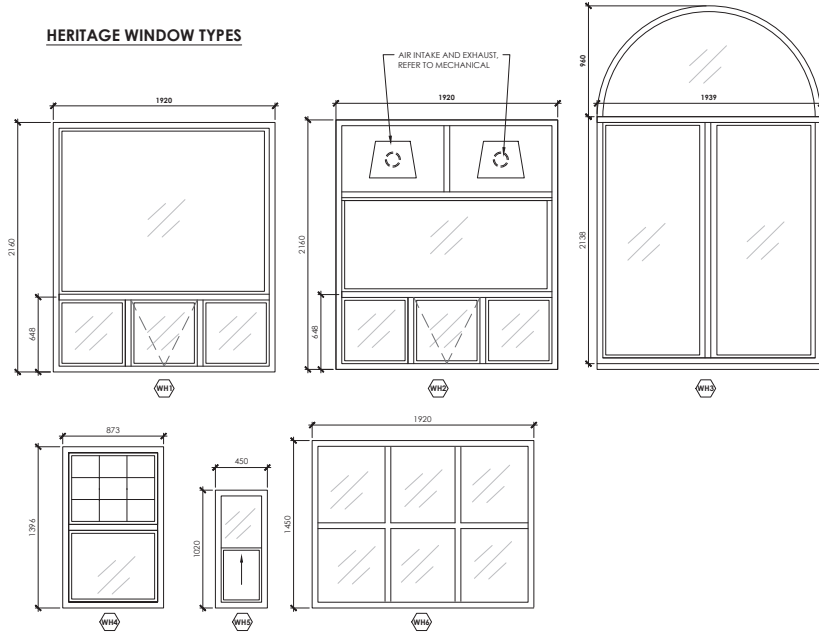 HERITAGE WINDOW TYPES
AIR INTAKE AND EXHAUST,
REFER TO MECHANICAL
1920
2160
648
WH1
1920
2160
648
WH2
960
1939
2138
WH3
873
1396
WH4
450
1020
WH5
1920
1450
WH6